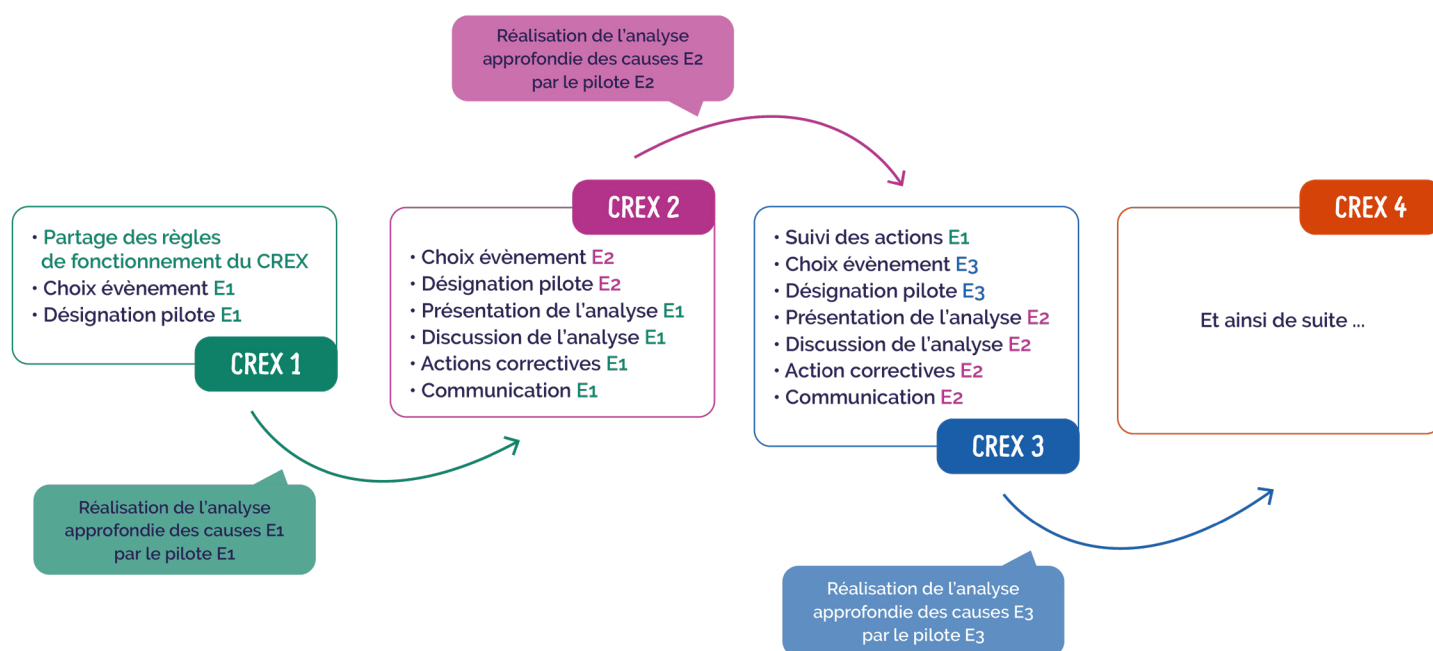 Réalisation de l'analyse
approfondie des causes E2
par le pilote E2
• Partage des règles
de fonctionnement du CREX
• Choix évènement E1
• Désignation pilote E1
CREX 1
Réalisation de l'analyse
approfondie des causes E1
par le pilote E1
CREX 2
• Choix évènement E2
• Désignation pilote E2
• Présentation de l'analyse E1
• Discussion de l'analyse E1
• Actions correctives E1
• Communication E1
• Suivi des actions E1
• Choix évènement E3
• Désignation pilote E3
• Présentation de l'analyse E2
• Discussion de l'analyse E2
• Action correctives E2
• Communication E2
CREX 3
Réalisation de l'analyse
approfondie des causes E3
par le pilote E3
CREX 4
Et ainsi de suite ...